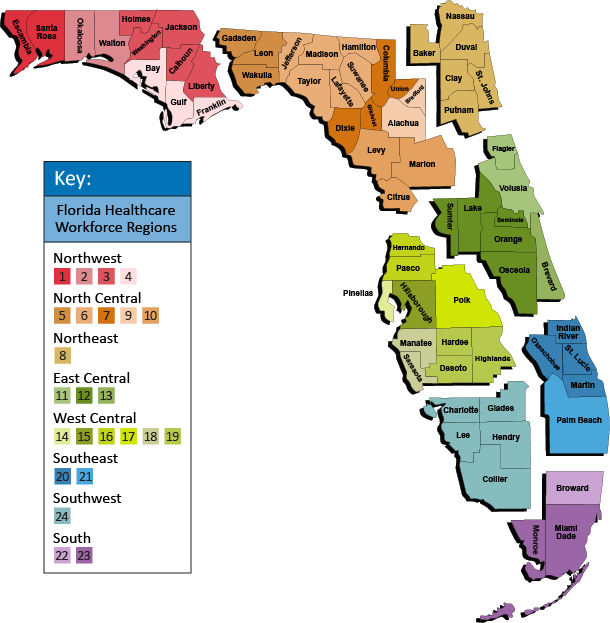 Escambia
Santa
Rosa
Okaloosa
Walton
Holmes
Washington
Jackson
Bay
Calhoun
Gulf
Liberty
Franklin
Gadsden
Leon
Wakulla
Jefferson
Madison
Taylor
Hamilton
Suwanee
Lafayette
Columbia
Dixie
Gilchrist
Union
Bradford
Alachua
Levy
Marion
Citrus
Nassau
Baker
Duval
Clay
St. Johns
Putnam
Flagler
Volusia
Sumter
Lake
Seminole
Orange
Osceola
Brevard
Hernando
Pasco
Pinellas
Hillsborough
Polk
Manatee
Hardee
Sarasota
Desoto
Highlands
Indian
River
Okeechobee
St. Lucie
Martin
Palm Beach
Charlotte
Glades
Lee
Hendry
Collier
Broward
Monroe
Miami
Dade
Key:
Florida Healthcare
Workforce Regions
Northwest
1 2 3 4
North Central
5 6 7 9 10
Northeast
8
East Central
11 12 13
West Central
14 15 16 17 18 19
Southeast
20 21
Southwest
24
South
22 23